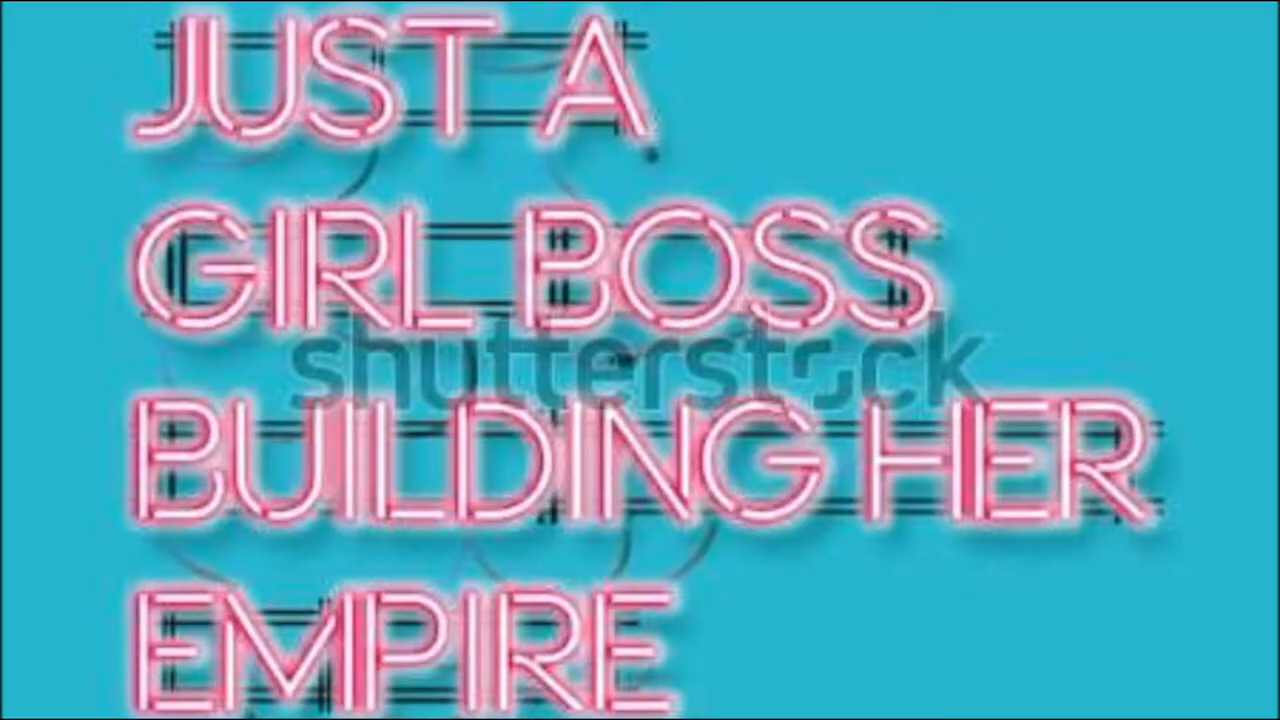 JUST A
GIRL BOSS
shutterstock
BUILDING HER
EMPIRE